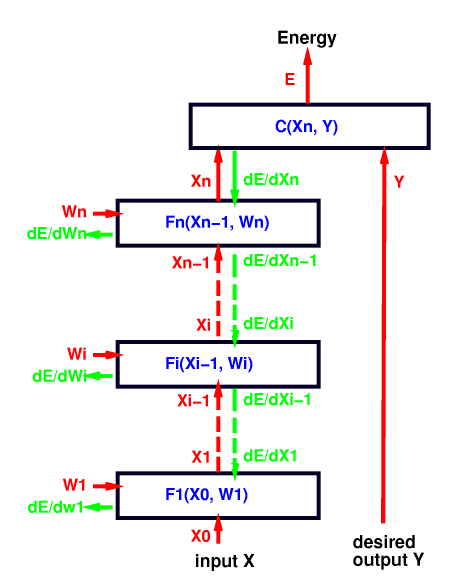 Energy
E
C(Xn, Y)
Xn
dE/dXn
Y
Wn
Fn(Xn−1, Wn)
dE/dWn
Xn−1
dE/dXn−1
Xi
dE/dXi
Wi
Fi(Xi−1, Wi)
dE/dWi
Xi−1
dE/dXi−1
X1
dE/dX1
W1
F1(X0, W1)
dE/dw1
X0
input X
desired
output Y